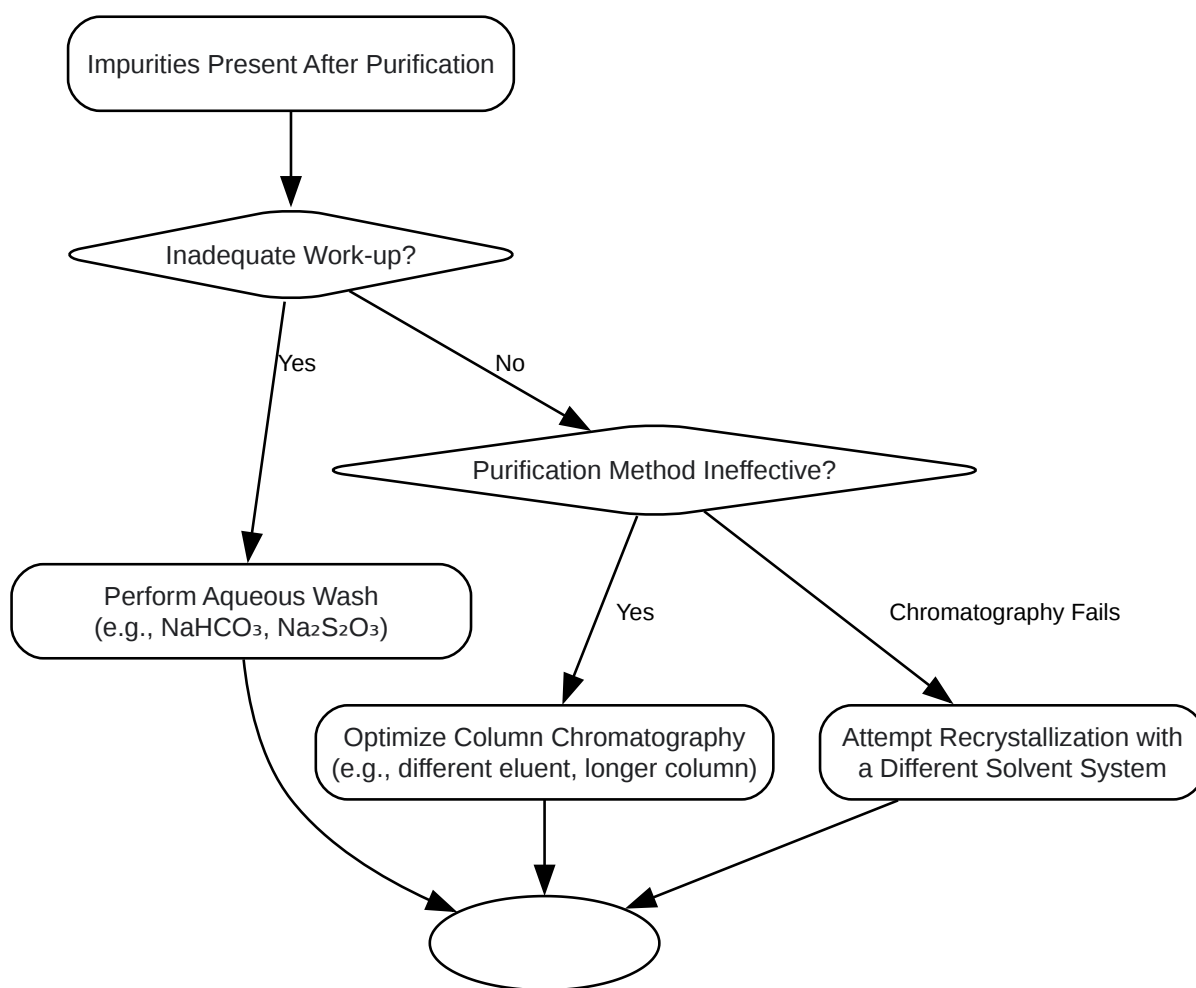 Impurities Present After Purification
Inadequate Work-up?
Yes
No
Purification Method Ineffective?
Perform Aqueous Wash
(e.g., NaHCO₃, Na₂S₂O₃)
Yes
Chromatography Fails
Optimize Column Chromatography
(e.g., different eluent, longer column)
Attempt Recrystallization with
a Different Solvent System